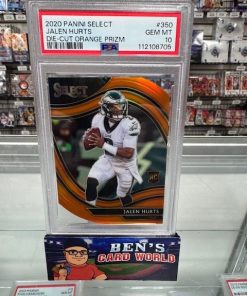 2020 PANINI SELECT #350
JALEN HURTS GEM MT
DIE-CUT ORANGE PRIZM 10
PSA 112108705
SELECT
RC
JALEN HURTS
BEN'S
CARD WORLD